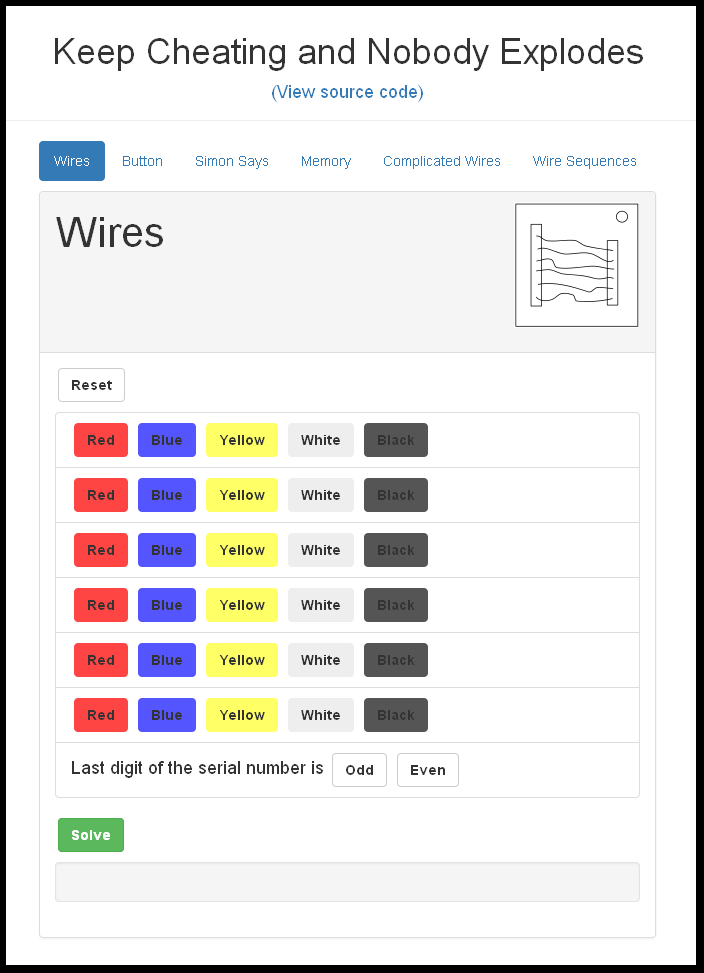 Keep Cheating and Nobody Explodes
(View source code)
Wires Button Simon Says Memory Complicated Wires Wire Sequences
Wires
Reset
Red Blue Yellow White Black
Red Blue Yellow White Black
Red Blue Yellow White Black
Red Blue Yellow White Black
Red Blue Yellow White Black
Red Blue Yellow White Black
Last digit of the serial number is Odd Even
Solve